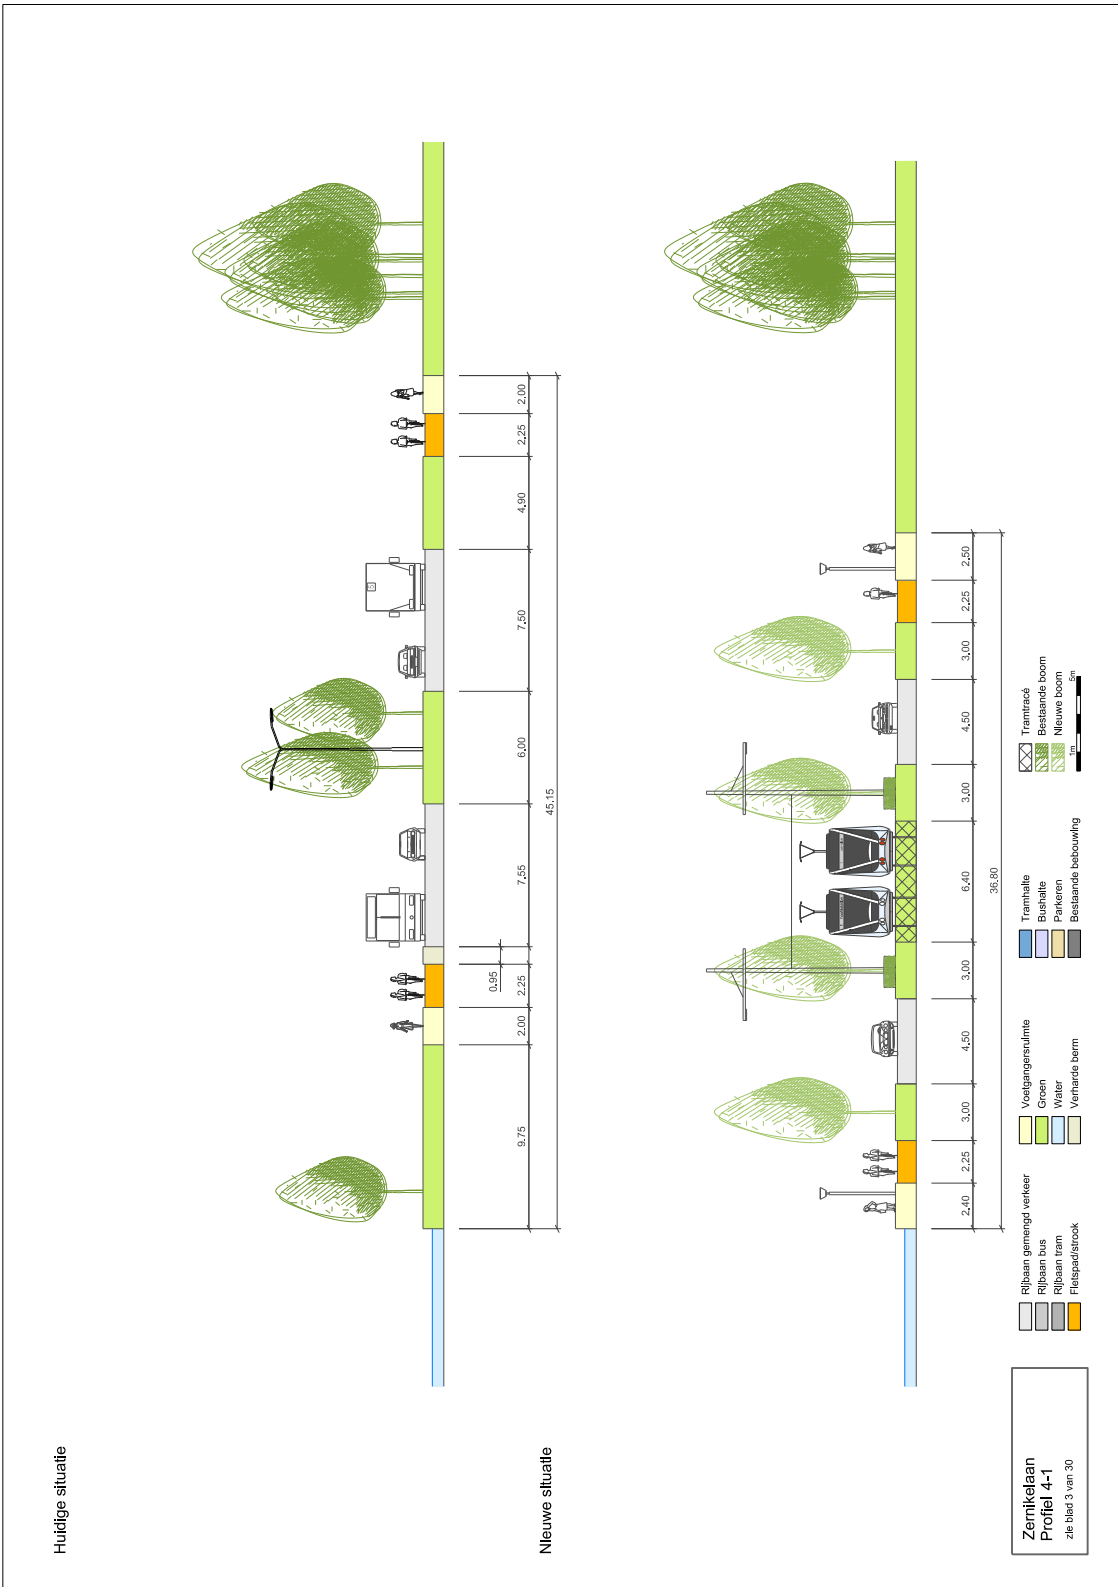 Huidige situatie
9.75
2.00
2.25
0.95
7.55
6.00
7.50
4.90
2.25
2.00
45.15
5
Nieuwe situatie
2.40
2.25
3.00
4.50
3.00
6.40
3.00
4.50
3.00
2.25
2.50
36.80
Zernikelaan
Profiel 4-1
zie blad 3 van 30
Rijbaan gemengd verkeer
Rijbaan bus
Rijbaan tram
Fietspad/strook
Voetgangersruimte
Groen
Water
Verharde berm
Tramhalte
Bushalte
Parkeren
Bestaande bebouwing
Tramtracé
Bestaande boom
Nieuwe boom
1m 5m